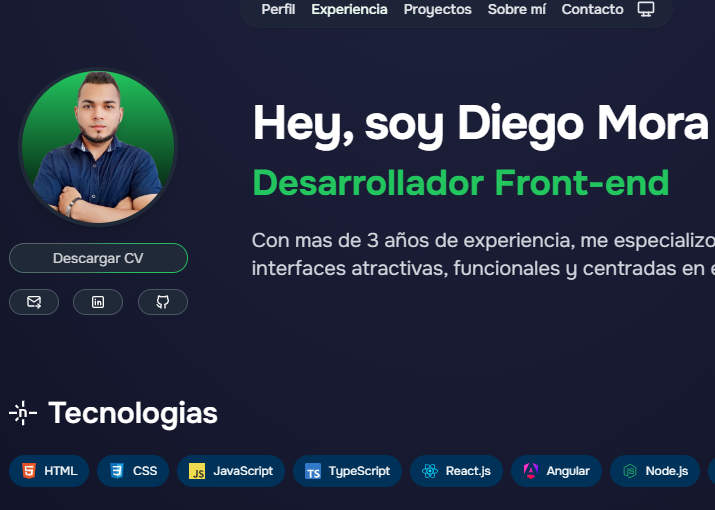 Perfil Experiencia Proyectos Sobre mí Contacto
Hey, soy Diego Mora
Desarrollador Front-end
Con mas de 3 años de experiencia, me especializo
interfaces atractivas, funcionales y centradas en
Descargar CV
Tecnologias
HTML CSS JavaScript TypeScript React.js Angular Node.js